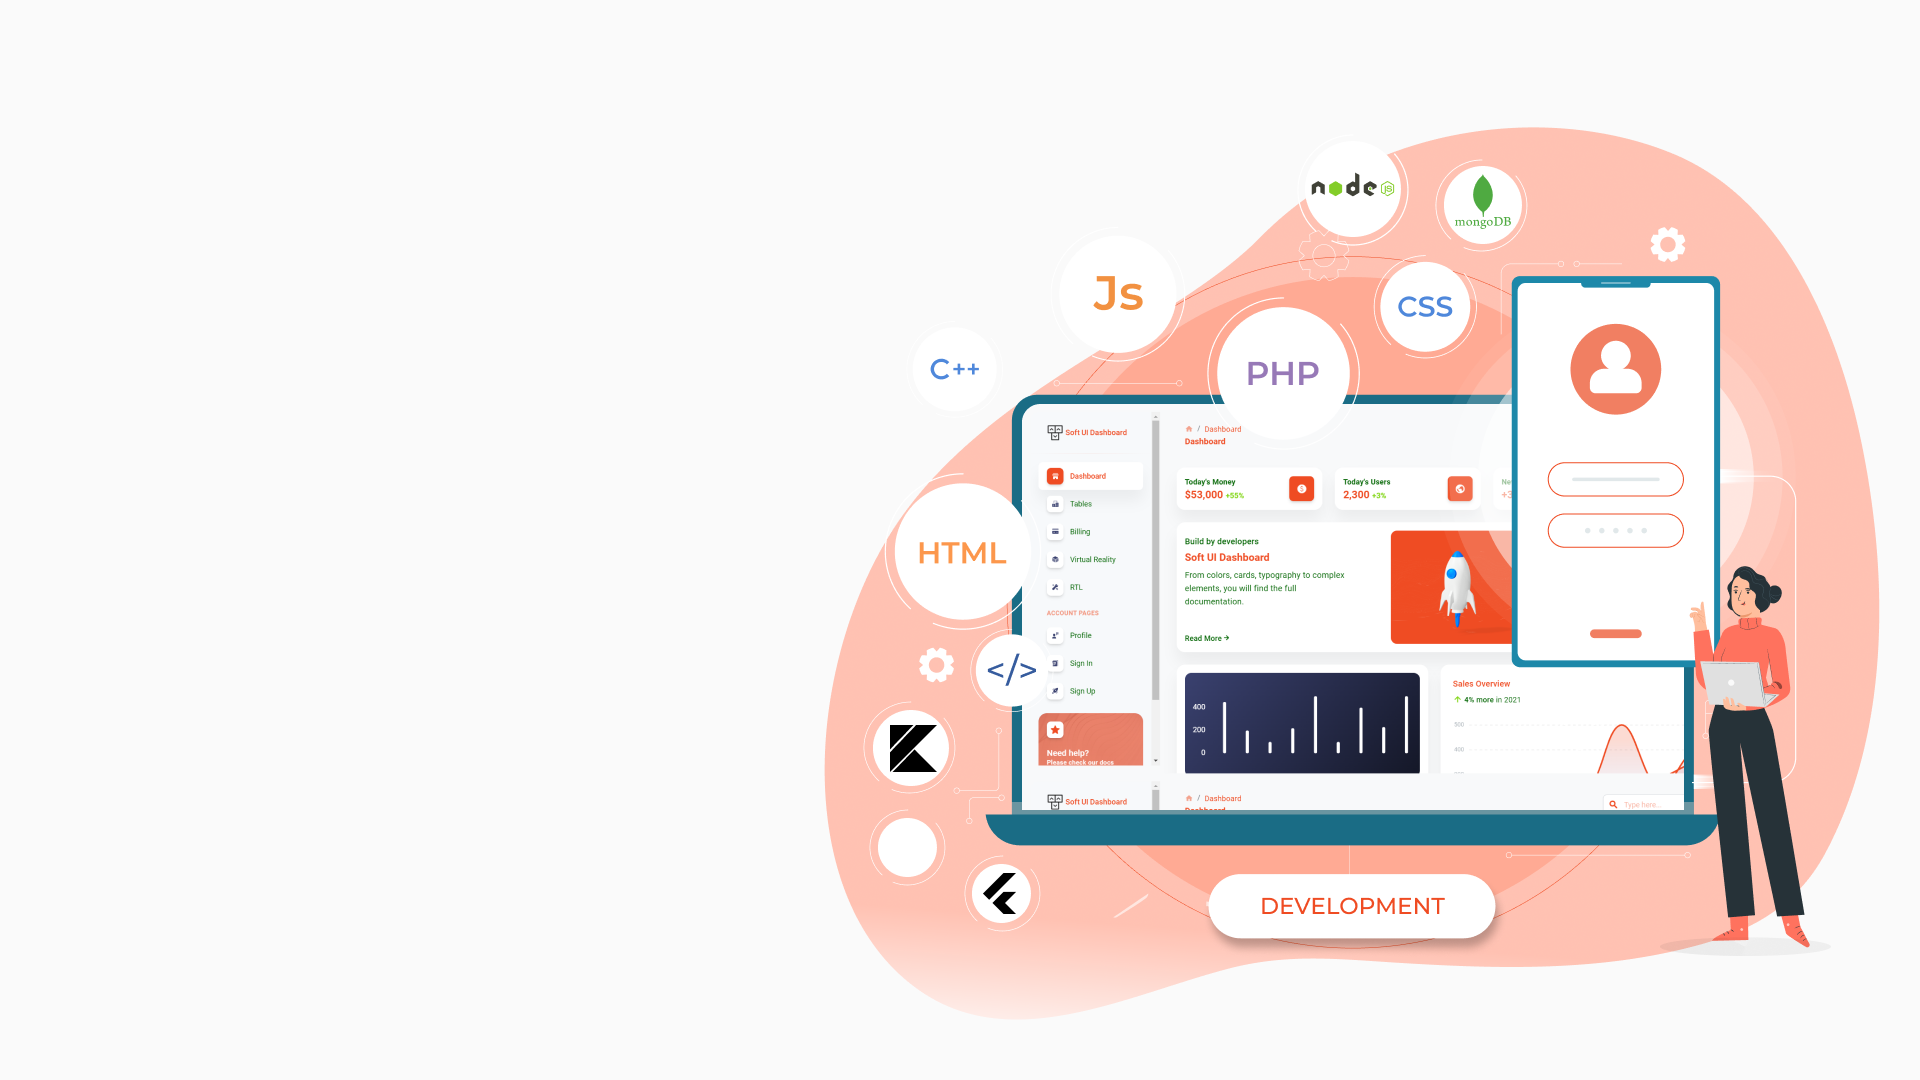 node JS
mongoDB
Js
CSS
C++
PHP
HTML
</>
Soft UI Dashboard
Dashboard
Tables
Billing
Virtual Reality
RTL
ACCOUNT PAGES
Profile
Sign In
Sign Up
Need help?
Please check our docs
Soft UI Dashboard
/ Dashboard
Dashboard
Today's Money
$53,000 +55%
Today's Users
2,300 +3%
Ne
+3
Build by developers
Soft UI Dashboard
From colors, cards, typography to complex
elements, you will find the full
documentation.
Read More
400
200
0
Sales Overview
4% more in 2021
500
400
/ Dashboard
Dashboard
Type here...
DEVELOPMENT